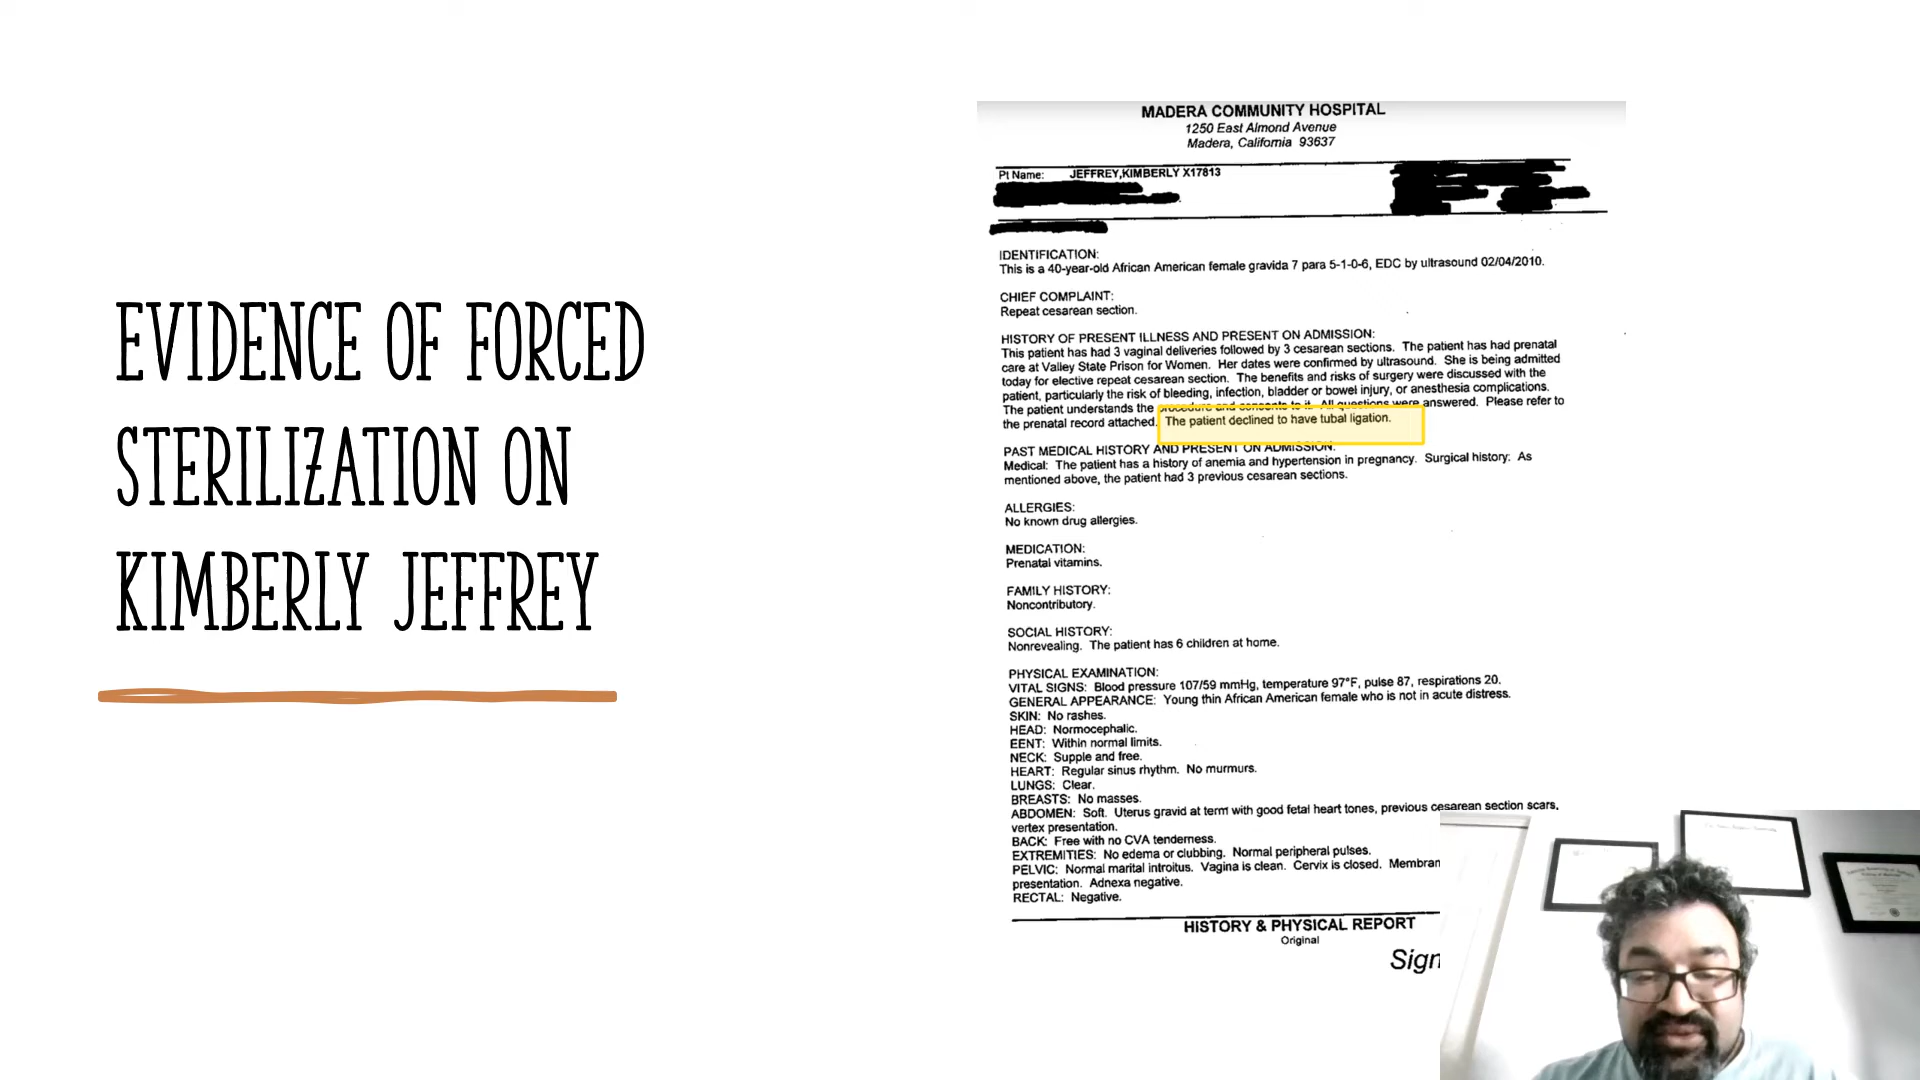 EVIDENCE OF FORCED
STERILIZATION ON
KIMBERLY JEFFREY
MADERA COMMUNITY HOSPITAL
1250 East Almond Avenue
Madera, California 93637
Pt Name: JEFFREY,KIMBERLY X17813
IDENTIFICATION:
This is a 40-year-old African American female gravida 7 para 5-1-0-6, EDC by ultrasound 02/04/2010.
CHIEF COMPLAINT:
Repeat cesarean section.
HISTORY OF PRESENT ILLNESS AND PRESENT ON ADMISSION:
This patient has had 3 vaginal deliveries followed by 3 cesarean sections. The patient has had prenatal
care at Valley State Prison for Women. Her dates were confirmed by ultrasound. She is being admitted
today for elective repeat cesarean section. The benefits and risks of surgery were discussed with the
patient, particularly the risk of bleeding, infection, bladder or bowel injury, or anesthesia complications.
The patient understands the procedure and consents to it. All questions were answered. Please refer to
the prenatal record attached. The patient declined to have tubal ligation.
PAST MEDICAL HISTORY AND PRESENT ON ADMISSION:
Medical: The patient has a history of anemia and hypertension in pregnancy. Surgical history: As
mentioned above, the patient had 3 previous cesarean sections.
ALLERGIES:
No known drug allergies.
MEDICATION:
Prenatal vitamins.
FAMILY HISTORY:
Noncontributory.
SOCIAL HISTORY:
Nonrevealing. The patient has 6 children at home.
PHYSICAL EXAMINATION:
VITAL SIGNS: Blood pressure 107/59 mmHg, temperature 97°F, pulse 87, respirations 20.
GENERAL APPEARANCE: Young thin African American female who is not in acute distress.
SKIN: No rashes.
HEAD: Normocephalic.
EENT: Within normal limits.
NECK: Supple and free.
HEART: Regular sinus rhythm. No murmurs.
LUNGS: Clear.
BREASTS: No masses.
ABDOMEN: Soft. Uterus gravid at term with good fetal heart tones, previous cesarean section scars,
vertex presentation.
BACK: Free with no CVA tenderness.
EXTREMITIES: No edema or clubbing. Normal peripheral pulses.
PELVIC: Normal marital introitus. Vagina is clean. Cervix is closed. Membran
presentation. Adnexa negative.
RECTAL: Negative.
HISTORY & PHYSICAL REPORT
Original
Sign